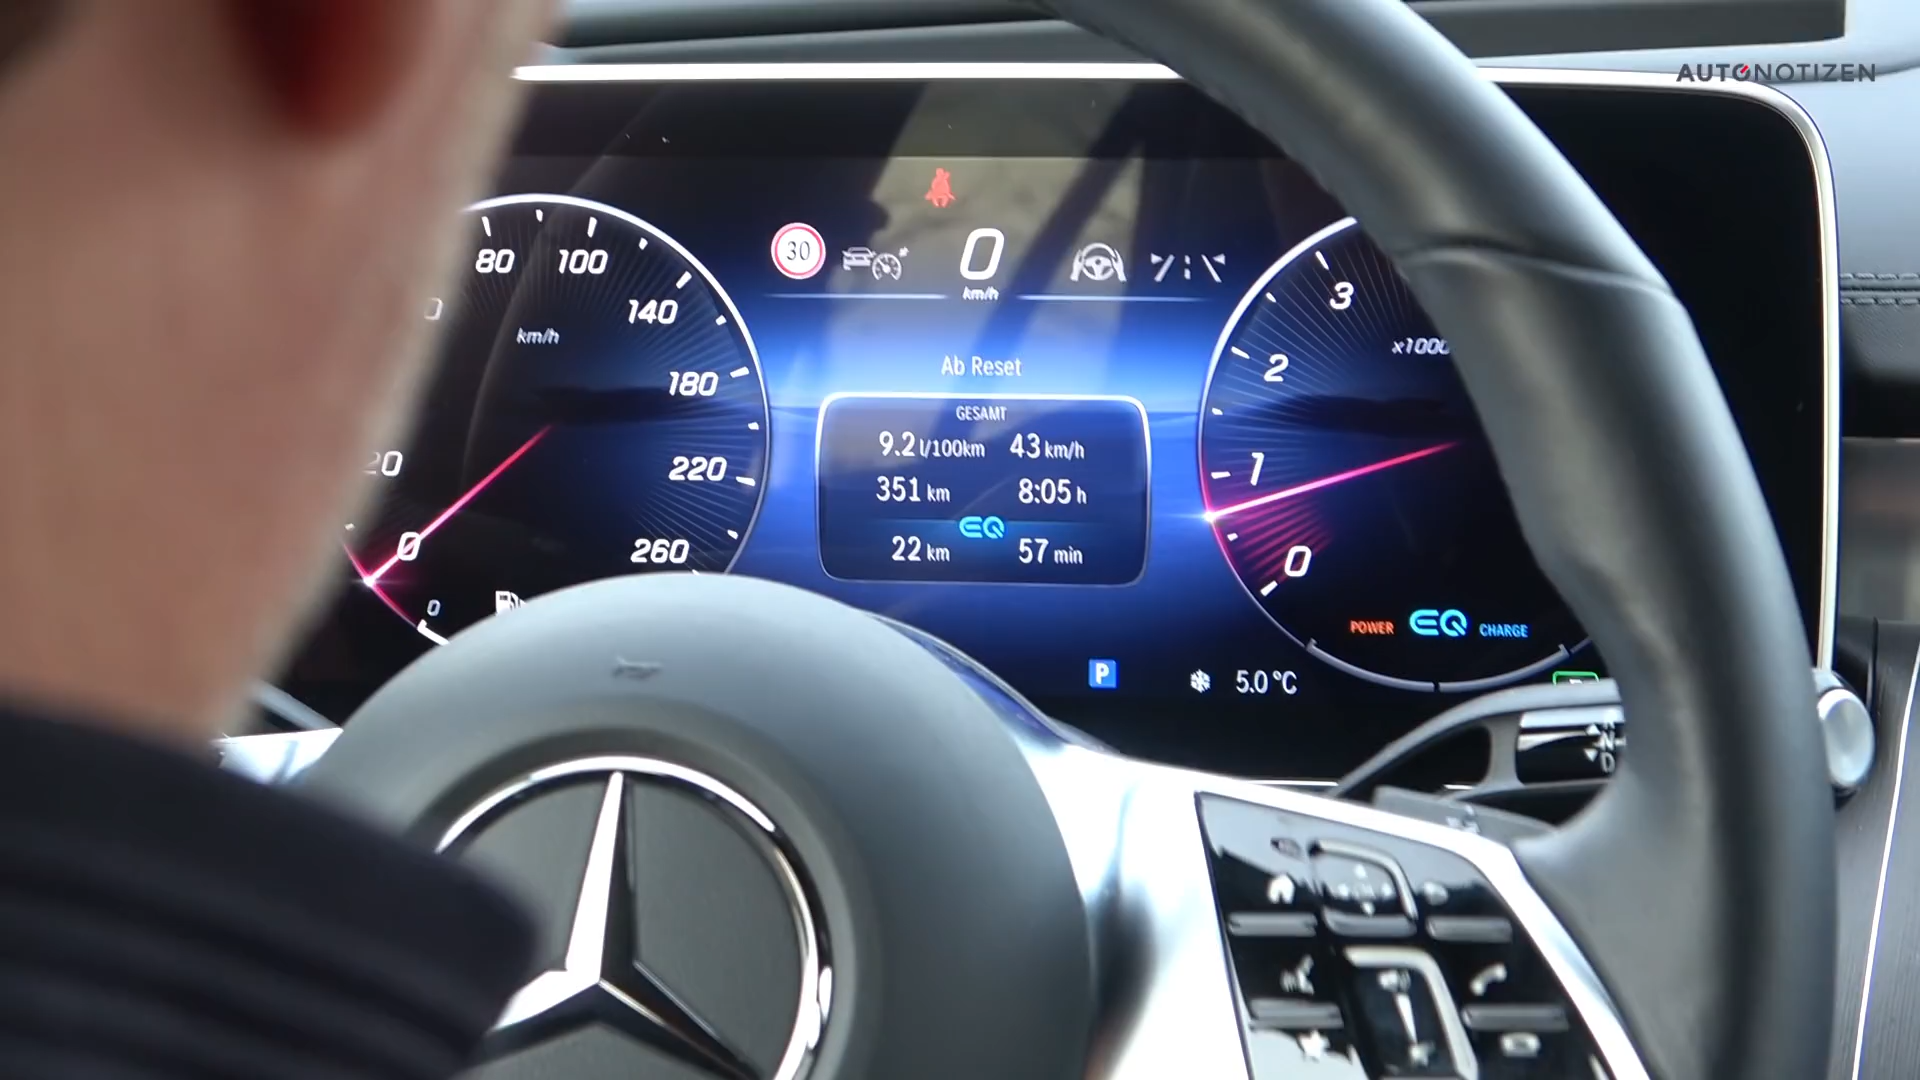 AUTONOTIZEN
80
100
140
km/h
180
20
220
0
260
0
30
0
km/h
Ab Reset
GESAMT
9.2 l/100km 43 km/h
351 km 8:05 h
EQ
22 km 57 min
P
5.0 °C
3
x1000
2
1
0
POWER EQ CHARGE
N
D